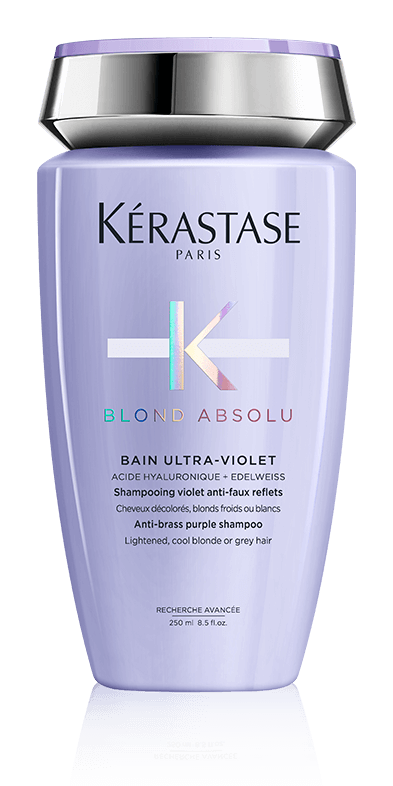 KÉRASTASE
PARIS
K
BLOND ABSOLU
BAIN ULTRA-VIOLET
ACIDE HYALURONIQUE + EDELWEISS
Shampooing violet anti-faux reflets
Cheveux décolorés, blonds froids ou blancs
Anti-brass purple shampoo
Lightened, cool blonde or grey hair
RECHERCHE AVANCÉE
250 ml 8.5 fl.oz.